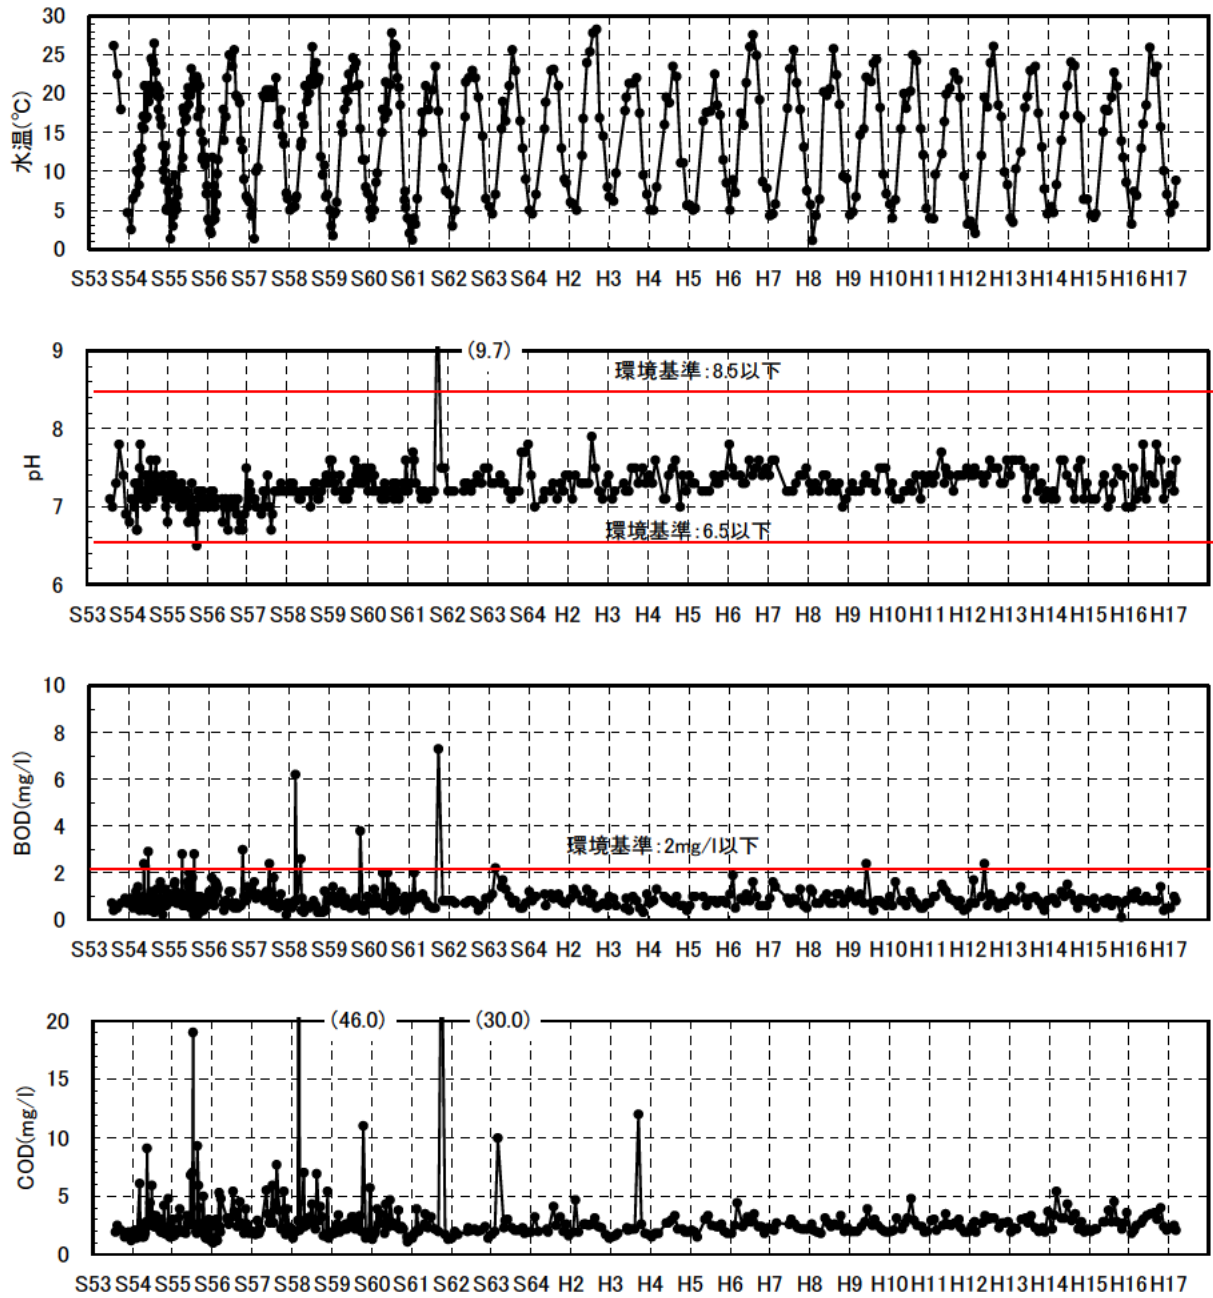 30
25
20
15
10
5
0
水温(℃)
S53 S54 S55 S56 S57 S58 S59 S60 S61 S62 S63 S64 H2 H3 H4 H5 H6 H7 H8 H9 H10 H11 H12 H13 H14 H15 H16 H17
9
8
7
6
pH
(9.7)
環境基準:8.5以下
環境基準:6.5以下
S53 S54 S55 S56 S57 S58 S59 S60 S61 S62 S63 S64 H2 H3 H4 H5 H6 H7 H8 H9 H10 H11 H12 H13 H14 H15 H16 H17
10
8
6
4
2
0
BOD(mg/l)
環境基準:2mg/l以下
S53 S54 S55 S56 S57 S58 S59 S60 S61 S62 S63 S64 H2 H3 H4 H5 H6 H7 H8 H9 H10 H11 H12 H13 H14 H15 H16 H17
20
15
10
5
0
COD(mg/l)
(46.0)
(30.0)
S53 S54 S55 S56 S57 S58 S59 S60 S61 S62 S63 S64 H2 H3 H4 H5 H6 H7 H8 H9 H10 H11 H12 H13 H14 H15 H16 H17